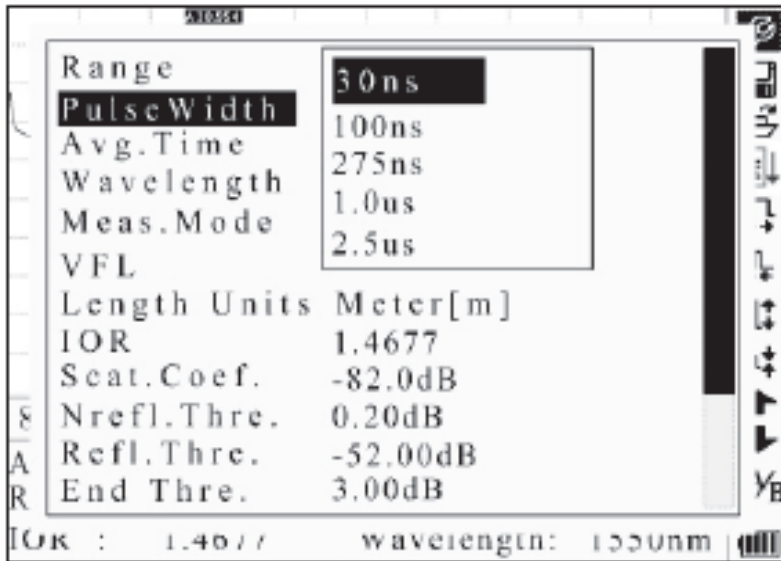 Range
30ns
PulseWidth
100ns
Avg.Time
275ns
Wavelength
1.0us
Meas.Mode
2.5us
VFL
Length Units Meter[m]
IOR 1.4677
Scat.Coef. -82.0dB
8 Nrefl.Thre. 0.20dB
A Refl.Thre. -52.00dB
R End Thre. 3.00dB
IOR : 1.4677 Wavelength: 1550nm